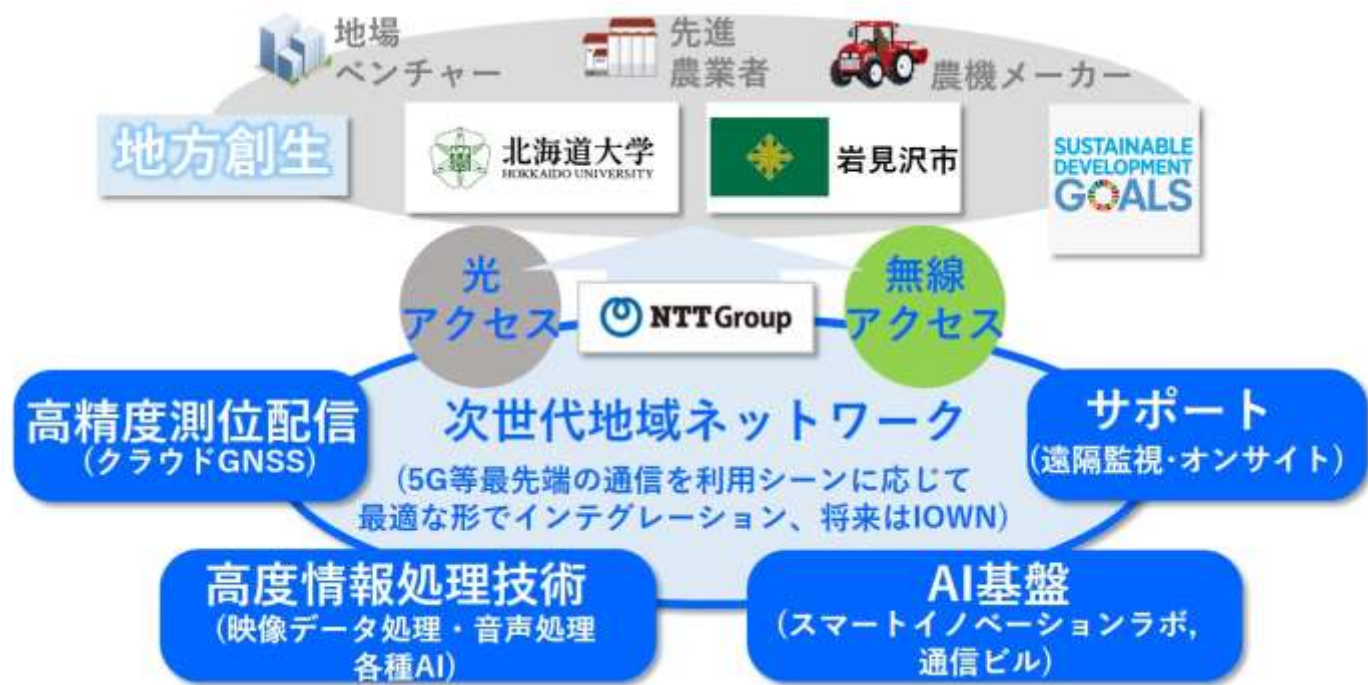 地場
ベンチャー
先進
農業者
農機メーカー
地方創生
北海道大学
HOKKAIDO UNIVERSITY
岩見沢市
SUSTAINABLE
DEVELOPMENT
GOALS
光
アクセス
NTT Group
無線
アクセス
高精度測位配信
(クラウドGNSS)
次世代地域ネットワーク
(5G等最先端の通信を利用シーンに応じて
最適な形でインテグレーション、将来はIOWN)
サポート
(遠隔監視・オンサイト)
高度情報処理技術
(映像データ処理・音声処理
各種AI)
AI基盤
(スマートイノベーションラボ,
通信ビル)